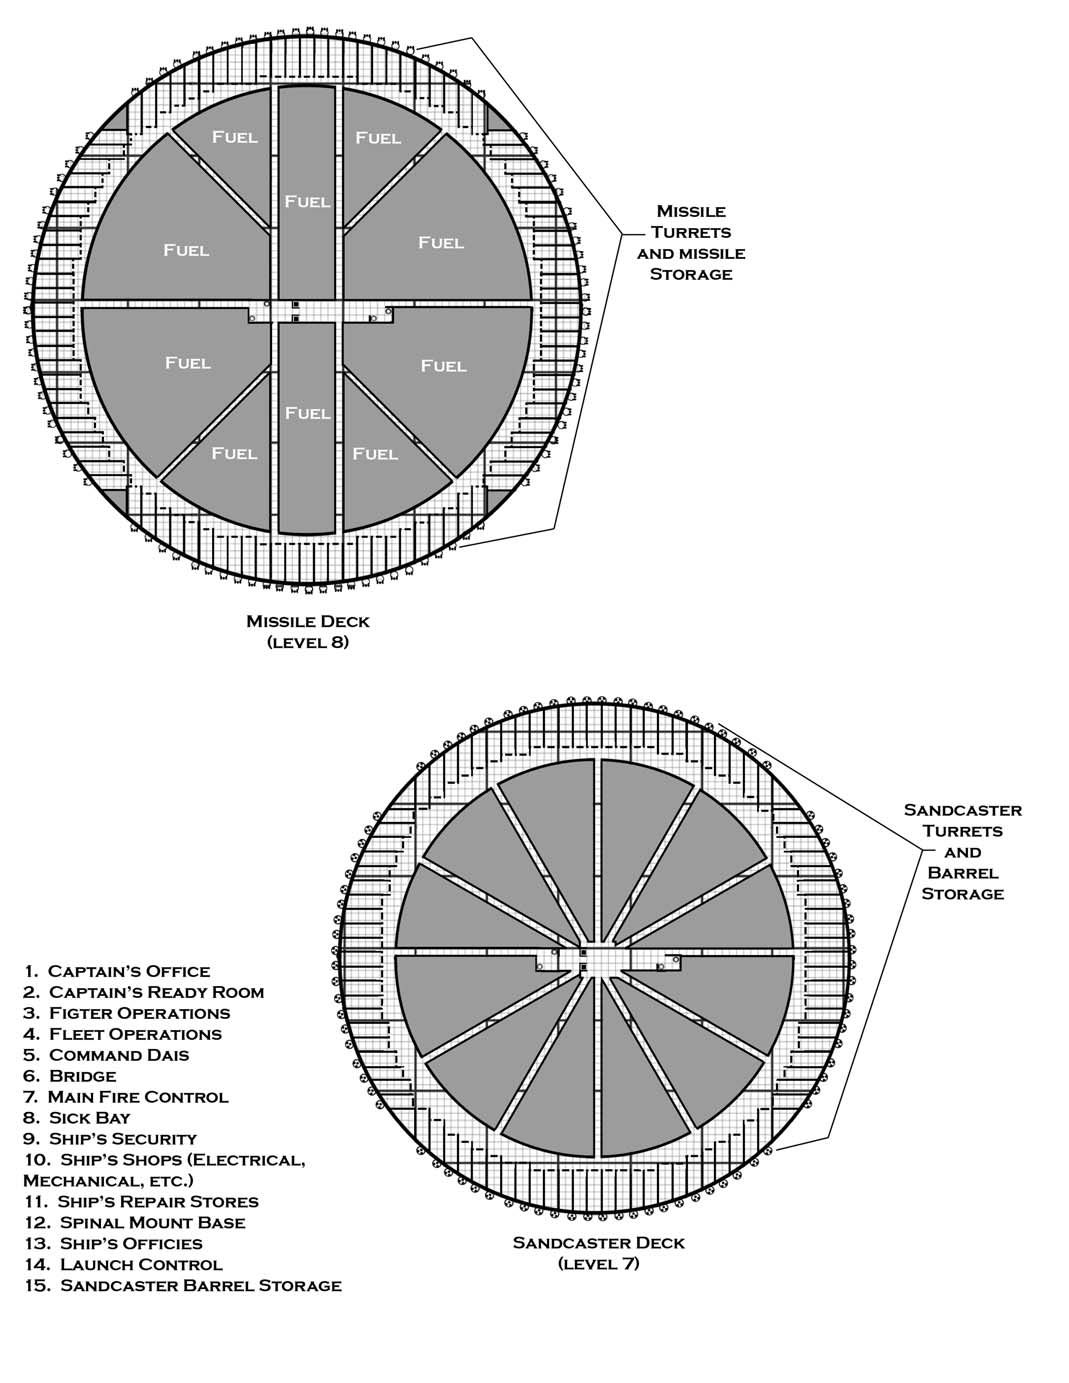 Fuel
Fuel
Fuel
Fuel
Fuel
Fuel
Fuel
Fuel
Fuel
Fuel
Missile
Turrets
and missile
Storage
Missile Deck
(level 8)
Sandcaster
Turrets
and
Barrel
Storage
1. Captain's Office
2. Captain's Ready Room
3. Figter Operations
4. Fleet Operations
5. Command Dais
6. Bridge
7. Main Fire Control
8. Sick Bay
9. Ship's Security
10. Ship's Shops (Electrical,
Mechanical, etc.)
11. Ship's Repair Stores
12. Spinal Mount Base
13. Ship's Officies
14. Launch Control
15. Sandcaster Barrel Storage
Sandcaster Deck
(level 7)